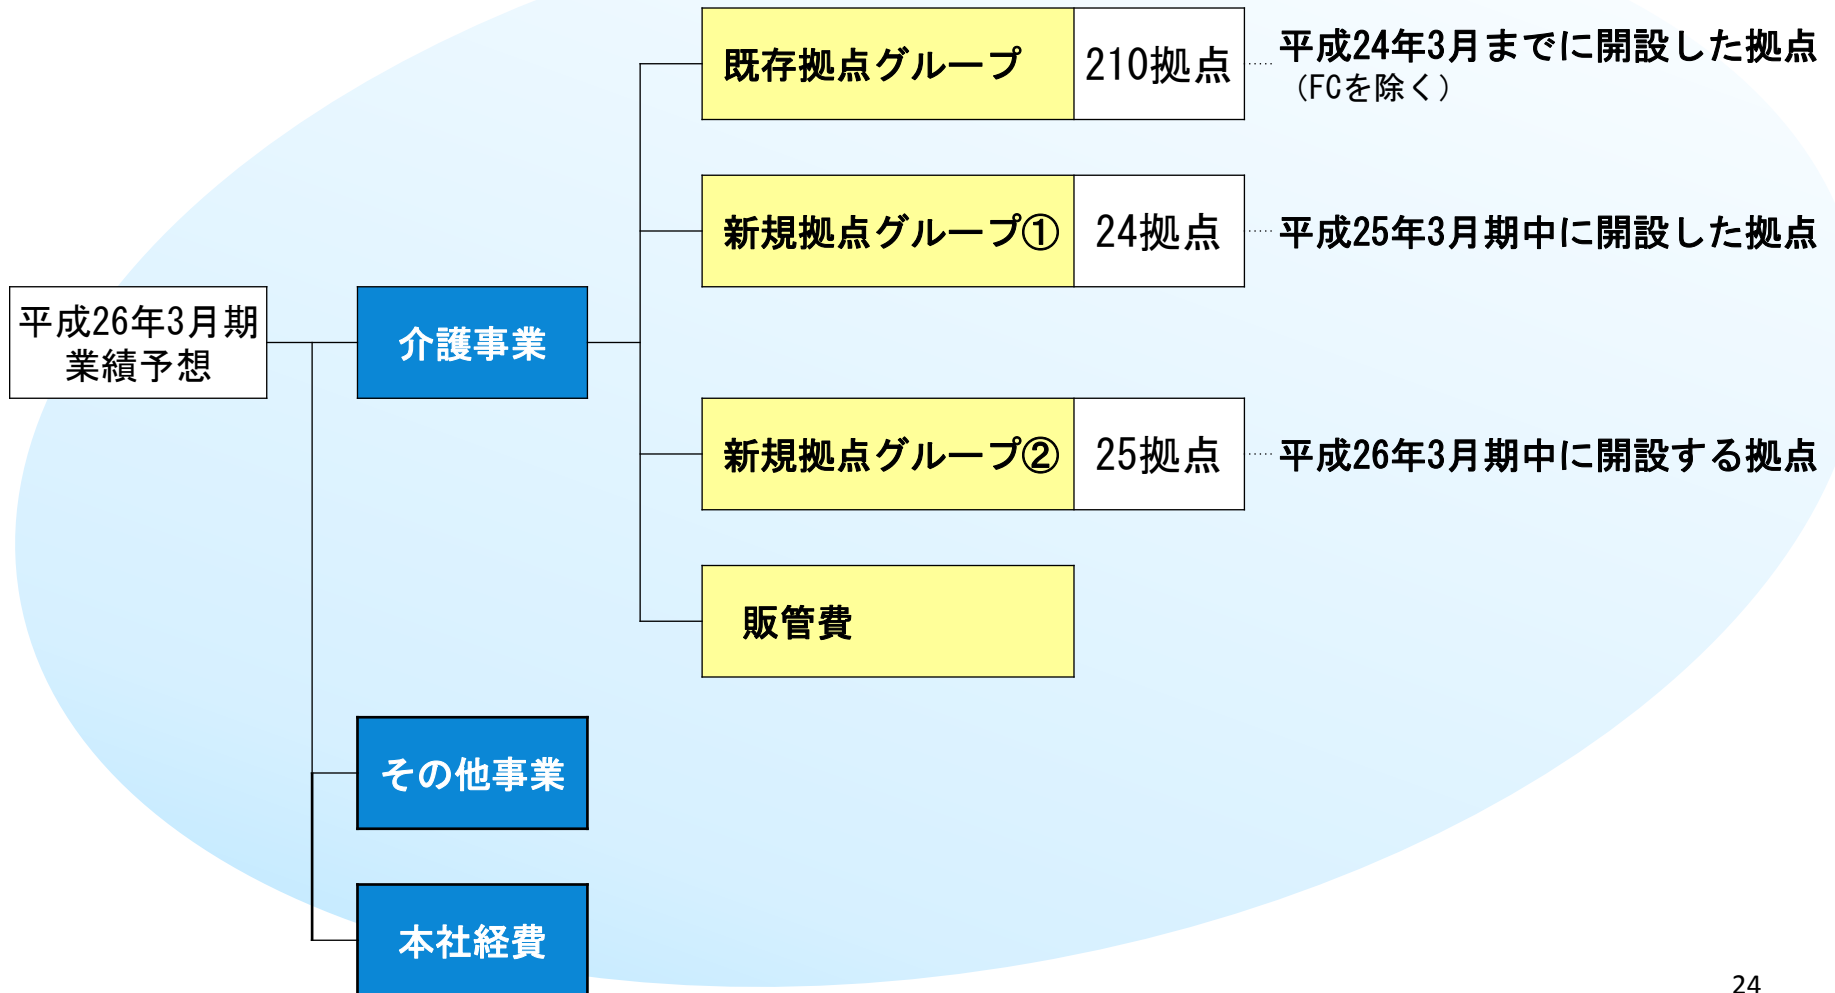 既存拠点グループ
210拠点
平成24年3月までに開設した拠点
（FCを除く）
新規拠点グループ①
24拠点
平成25年3月期中に開設した拠点
平成26年3月期
業績予想
介護事業
新規拠点グループ②
25拠点
平成26年3月期中に開設する拠点
販管費
その他事業
本社経費
24